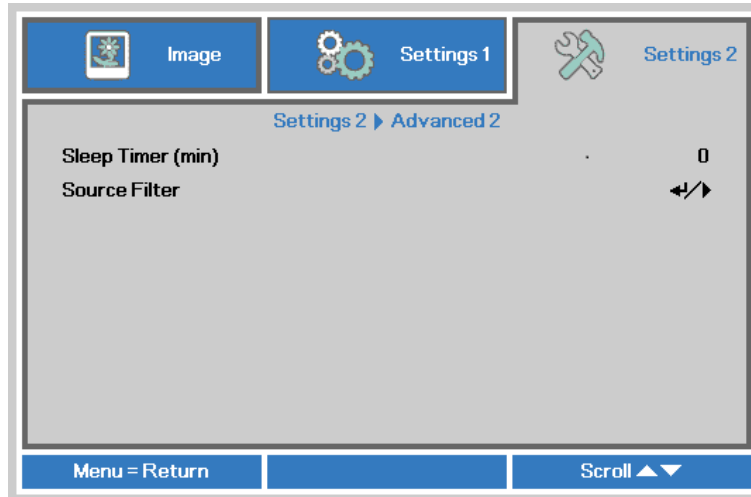 Image
Settings 1
Settings 2
Settings 2 Advanced 2
Sleep Timer (min) 0
Source Filter
Menu = Return
Scroll